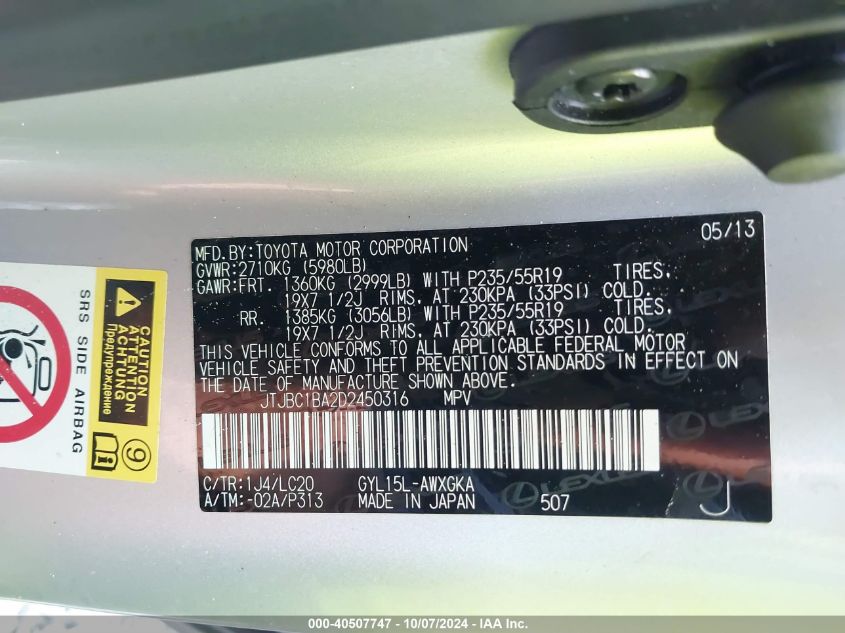 MFD. BY: TOYOTA MOTOR CORPORATION 05/13
GVWR: 2710KG (5980LB)
GAWR: FRT. 1360KG (2999LB) WITH P235/55R19 TIRES,
19X7 1/2J RIMS, AT 230KPA (33PSI) COLD.
RR. 1385KG (3056LB) WITH P235/55R19 TIRES,
19X7 1/2J RIMS, AT 230KPA (33PSI) COLD.
THIS VEHICLE CONFORMS TO ALL APPLICABLE FEDERAL MOTOR
VEHICLE SAFETY AND THEFT PREVENTION STANDARDS IN EFFECT ON
THE DATE OF MANUFACTURE SHOWN ABOVE.
JTJBC1BA2D2450316 MPV
C/TR: 1J4/LC20 GYL15L-AWXGKA
A/TM: -02A/P313 MADE IN JAPAN 507 J
LEXUS
SRS SIDE AIRBAG
CAUTION
ACHTUNG
Предупреждение
9
000-40507747 - 10/07/2024 - IAA Inc.